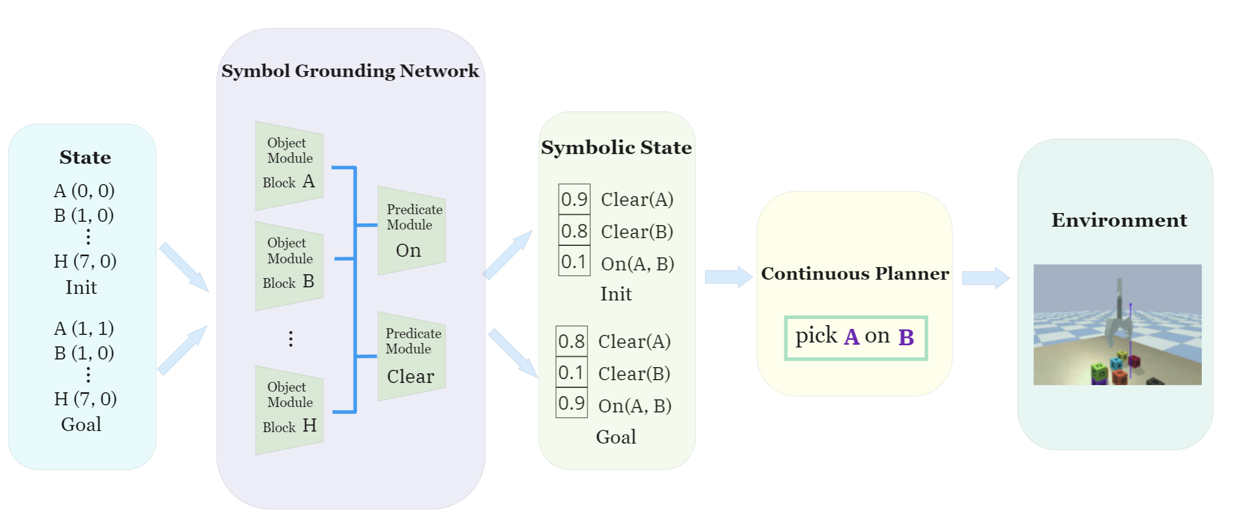 State
A (0, 0)
B (1, 0)
⋮
H (7, 0)
Init
A (1, 1)
B (1, 0)
⋮
H (7, 0)
Goal
Symbol Grounding Network
Object
Module
Block A
Object
Module
Block B
⋮
Object
Module
Block H
Predicate
Module
On
Predicate
Module
Clear
Symbolic State
0.9 Clear(A)
0.8 Clear(B)
0.1 On(A, B)
Init
0.8 Clear(A)
0.1 Clear(B)
0.9 On(A, B)
Goal
Continuous Planner
pick A on B
Environment